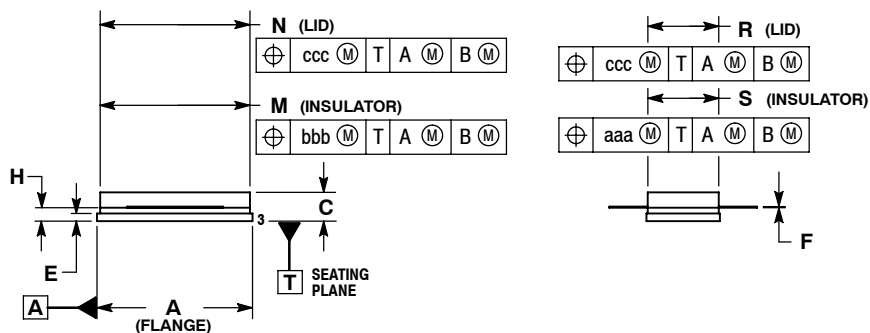 N (LID)
⌖ ccc Ⓜ T A Ⓜ B Ⓜ
M (INSULATOR)
⌖ bbb Ⓜ T A Ⓜ B Ⓜ
R (LID)
⌖ ccc Ⓜ T A Ⓜ B Ⓜ
S (INSULATOR)
⌖ aaa Ⓜ T A Ⓜ B Ⓜ
H
C
3
E
F
T SEATING
PLANE
A
A
(FLANGE)